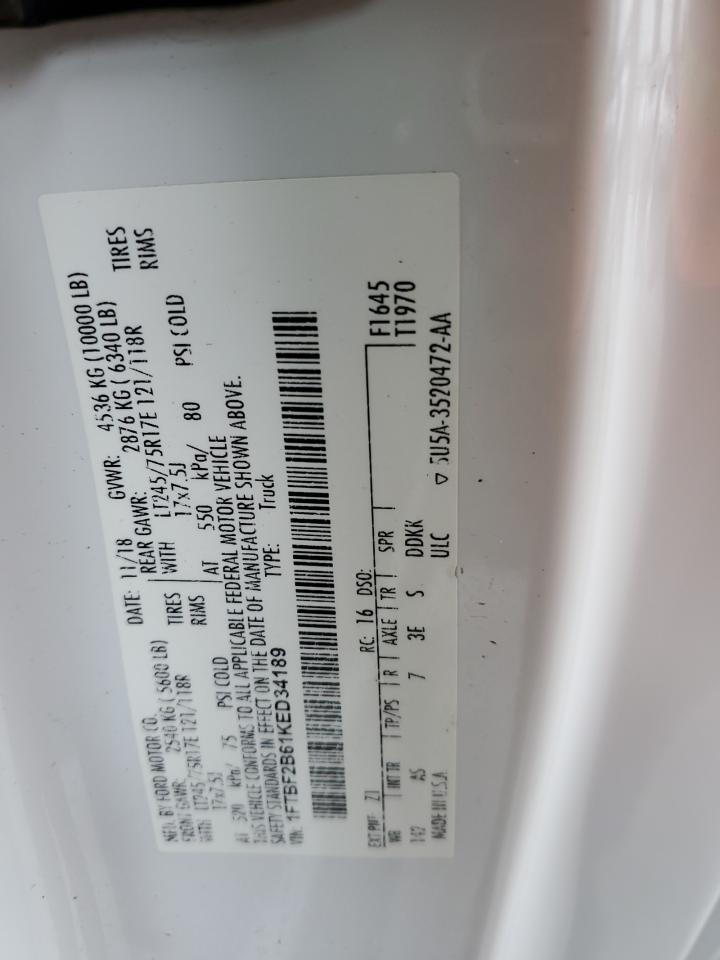 MFD. BY FORD MOTOR CO. DATE: 11/18 GVWR: 4536 KG (10000 LB)
FRONT GAWR: 2540 KG ( 5600 LB) REAR GAWR: 2876 KG ( 6340 LB)
WITH LT245/75R17E 121/118R TIRES WITH LT245/75R17E 121/118R TIRES
17x7.5J RIMS 17x7.5J RIMS
AT 520 kPa/ 75 PSI COLD AT 550 kPa/ 80 PSI COLD
THIS VEHICLE CONFORMS TO ALL APPLICABLE FEDERAL MOTOR VEHICLE
SAFETY STANDARDS IN EFFECT ON THE DATE OF MANUFACTURE SHOWN ABOVE.
VIN: 1FTBF2B61KED34189 TYPE: Truck
EXT PNT: Z1 RC: 16 DSO: F1645
WB INT TR TP/PS R AXLE TR SPR T1970
142 AS 7 3E S DDKK
MADE IN U.S.A. ULC ▽ 5U5A-3520472-AA